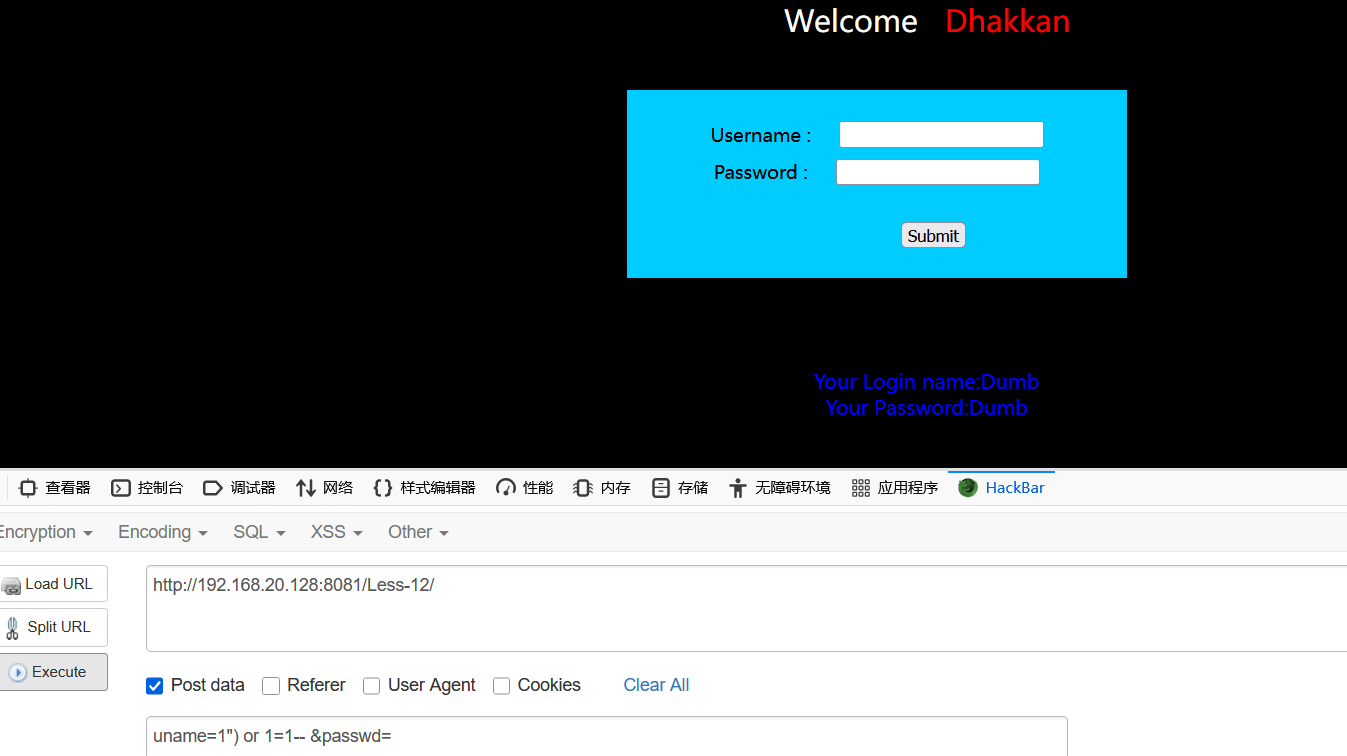 Welcome Dhakkan
Username :
Password :
Submit
Your Login name:Dumb
Your Password:Dumb
查看器 控制台 调试器 网络 样式编辑器 性能 内存 存储 无障碍环境 应用程序 HackBar
Encryption Encoding SQL XSS Other
Load URL http://192.168.20.128:8081/Less-12/
Split URL
Execute
Post data Referer User Agent Cookies Clear All
uname=1") or 1=1-- &passwd=